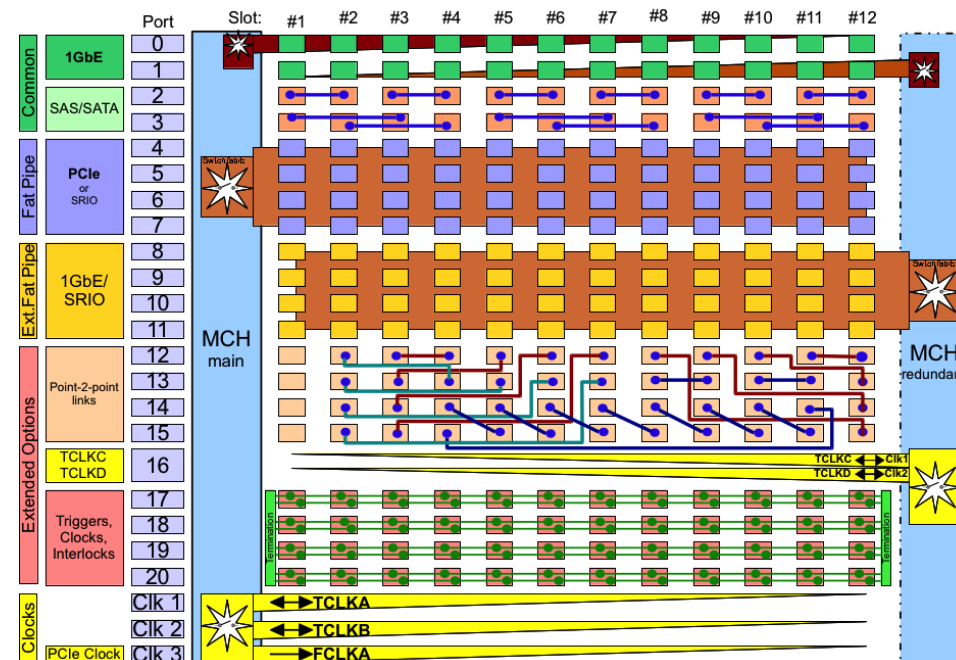 Port Slot: #1 #2 #3 #4 #5 #6 #7 #8 #9 #10 #11 #12
Common
1GbE
SAS/SATA
0
1
2
3
Fat Pipe
PCIe
or
SRIO
4
5
6
7
Ext.Fat Pipe
1GbE/
SRIO
8
9
10
11
Extended Options
Point-2-point
links
12
13
14
15
TCLKC
TCLKD
16
Triggers,
Clocks,
Interlocks
17
18
19
20
Clocks
PCIe Clock
Clk 1
Clk 2
Clk 3
MCH
main
MCH
redundan
TCLKC Clk1
TCLKD Clk2
Termination
Termination
TCLKA
TCLKB
FCLKA